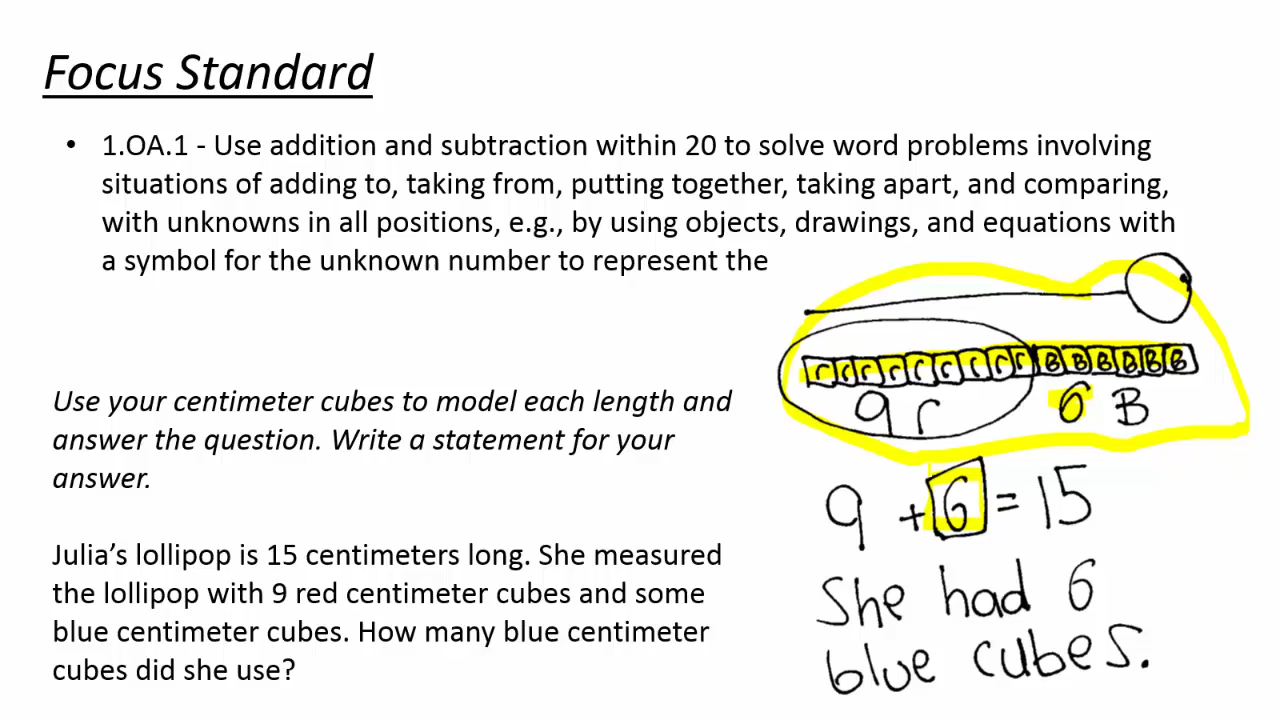 Focus Standard
• 1.OA.1 - Use addition and subtraction within 20 to solve word problems involving
situations of adding to, taking from, putting together, taking apart, and comparing,
with unknowns in all positions, e.g., by using objects, drawings, and equations with
a symbol for the unknown number to represent the
r r r r r r r r r B B B B B B
9 r 6 B
9 + 6 = 15
She had 6
blue cubes.
Use your centimeter cubes to model each length and
answer the question. Write a statement for your
answer.
Julia’s lollipop is 15 centimeters long. She measured
the lollipop with 9 red centimeter cubes and some
blue centimeter cubes. How many blue centimeter
cubes did she use?